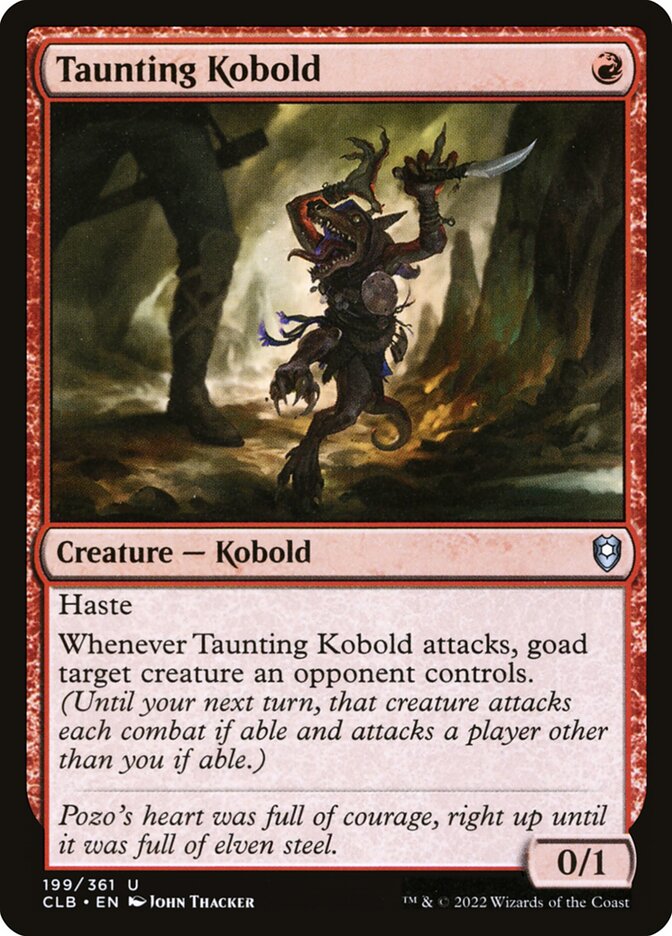 Taunting Kobold
Creature — Kobold
Haste
Whenever Taunting Kobold attacks, goad
target creature an opponent controls.
(Until your next turn, that creature attacks
each combat if able and attacks a player other
than you if able.)
Pozo's heart was full of courage, right up until
it was full of elven steel.
0/1
199/361 U
CLB • EN John Thacker
™ & © 2022 Wizards of the Coast